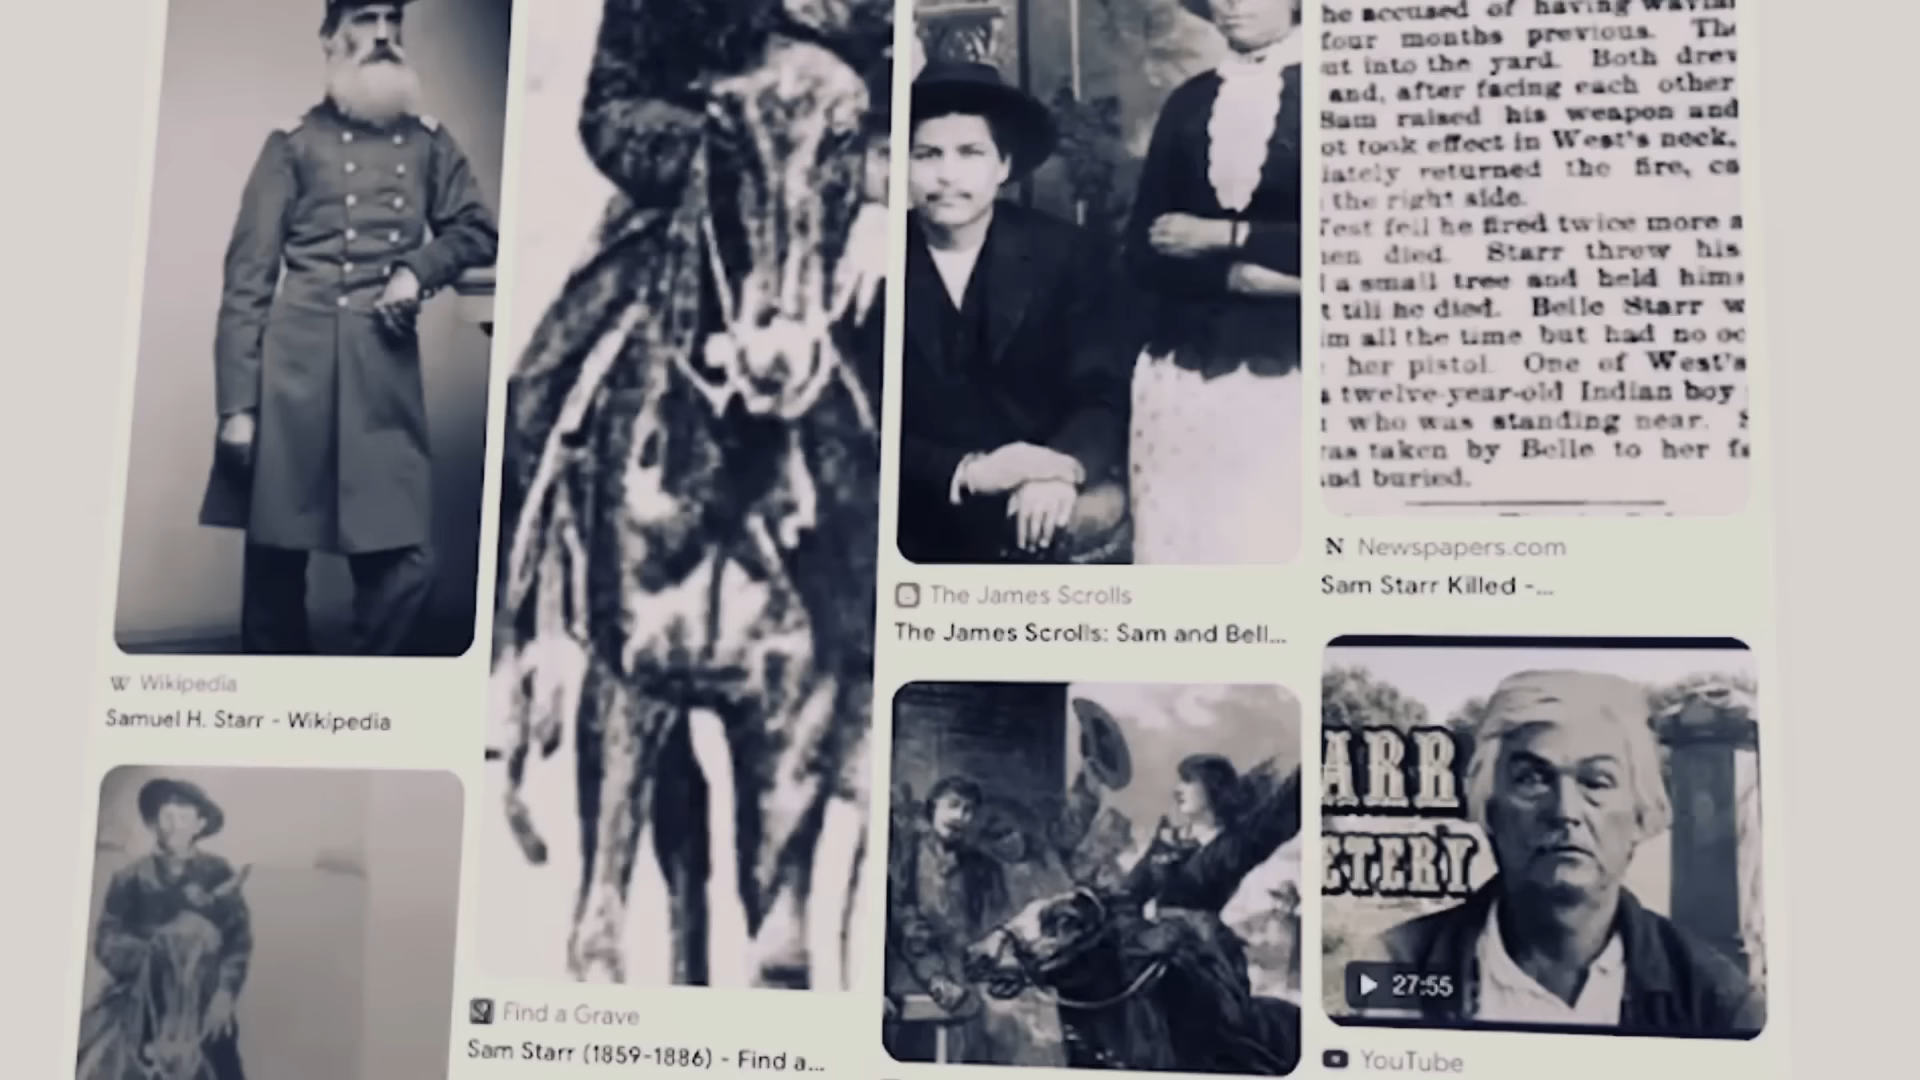 Wikipedia
Samuel H. Starr - Wikipedia
Find a Grave
Sam Starr (1859-1886) - Find a...
The James Scrolls
The James Scrolls: Sam and Bell...
he accused of having
four months previous. The
out into the yard. Both drew
and, after facing each other
Sam raised his weapon and
ot took effect in West's neck,
iately returned the fire, ca
the right side.
West fell he fired twice more a
hen died. Starr threw his
a small tree and held hims
t till he died. Belle Starr w
im all the time but had no oc
her pistol. One of West's
a twelve-year-old Indian boy
who was standing near. S
was taken by Belle to her fa
and buried.
N Newspapers.com
Sam Starr Killed -...
ARR
ETERY
27:55
YouTube